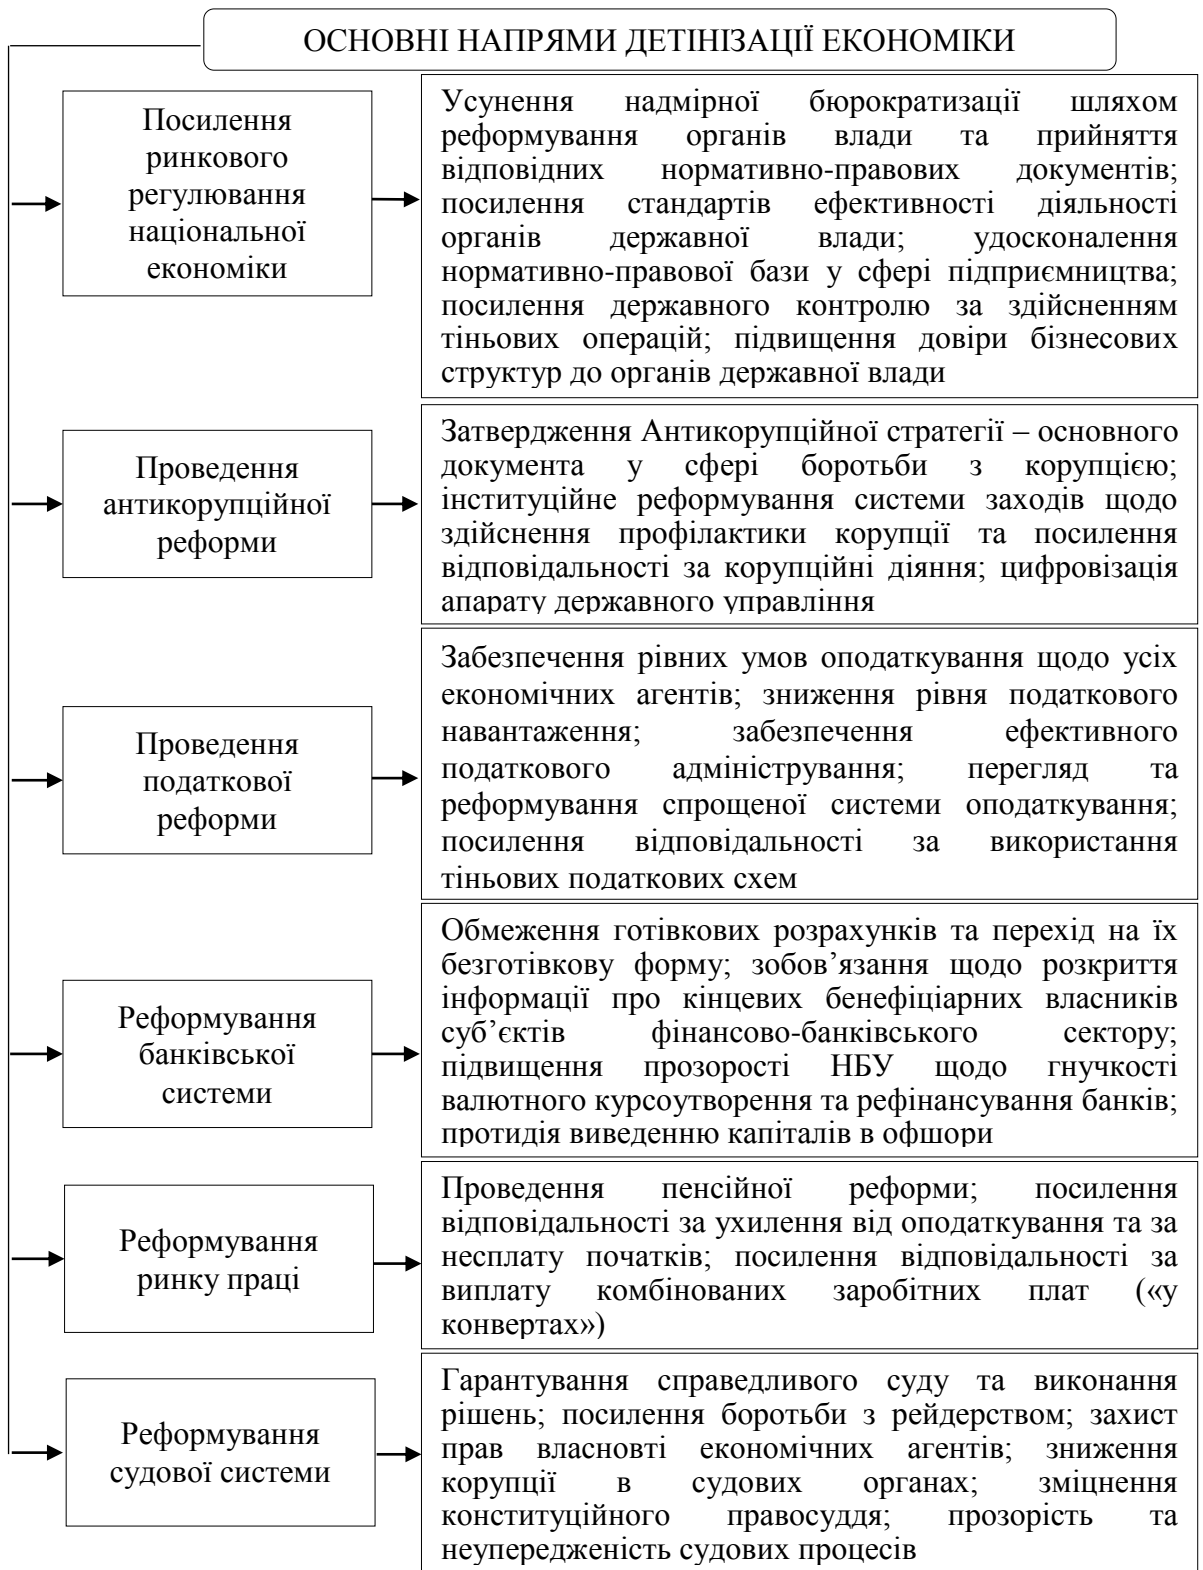 ОСНОВНІ НАПРЯМИ ДЕТІНІЗАЦІЇ ЕКОНОМІКИ
Посилення
ринкового
регулювання
національної
економіки
Усунення надмірної бюрократизації шляхом
реформування органів влади та прийняття
відповідних нормативно-правових документів;
посилення стандартів ефективності діяльності
органів державної влади; удосконалення
нормативно-правової бази у сфері підприємництва;
посилення державного контролю за здійсненням
тіньових операцій; підвищення довіри бізнесових
структур до органів державної влади
Проведення
антикорупційної
реформи
Затвердження Антикорупційної стратегії – основного
документа у сфері боротьби з корупцією;
інституційне реформування системи заходів щодо
здійснення профілактики корупції та посилення
відповідальності за корупційні діяння; цифровізація
апарату державного управління
Проведення
податкової
реформи
Забезпечення рівних умов оподаткування щодо усіх
економічних агентів; зниження рівня податкового
навантаження; забезпечення ефективного
податкового адміністрування; перегляд та
реформування спрощеної системи оподаткування;
посилення відповідальності за використання
тіньових податкових схем
Реформування
банківської
системи
Обмеження готівкових розрахунків та перехід на їх
безготівкову форму; зобов’язання щодо розкриття
інформації про кінцевих бенефіціарних власників
суб’єктів фінансово-банківського сектору;
підвищення прозорості НБУ щодо гнучкості
валютного курсоутворення та рефінансування банків;
протидія виведенню капіталів в офшори
Реформування
ринку праці
Проведення пенсійної реформи; посилення
відповідальності за ухилення від оподаткування та за
несплату початків; посилення відповідальності за
виплату комбінованих заробітних плат («у
конвертах»)
Реформування
судової системи
Гарантування справедливого суду та виконання
рішень; посилення боротьби з рейдерством; захист
прав власновті економічних агентів; зниження
корупції в судових органах; зміцнення
конституційного правосуддя; прозорість та
неупередженість судових процесів